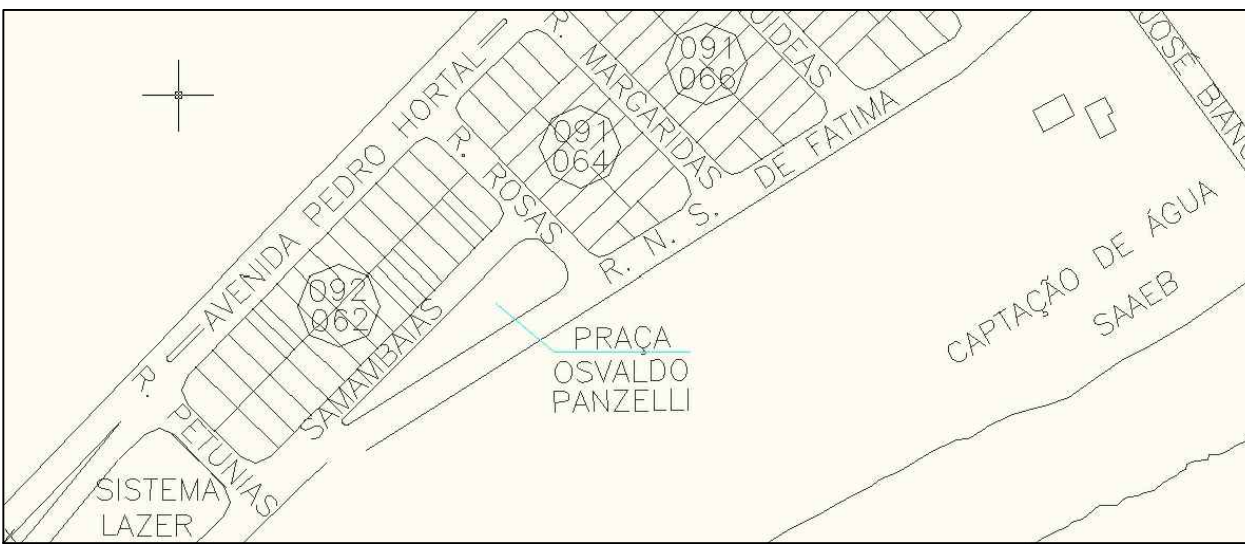 AVENIDA PEDRO HORTAL
R. MARGARIDAS
091
066
091
064
R. ROSAS
R. N. S. DE FATIMA
JOSÉ
092
062
SAMAMBAIAS
R. PETUNIAS
PRAÇA
OSVALDO
PANZELLI
CAPTAÇÃO DE ÁGUA
SAAEB
SISTEMA
LAZER